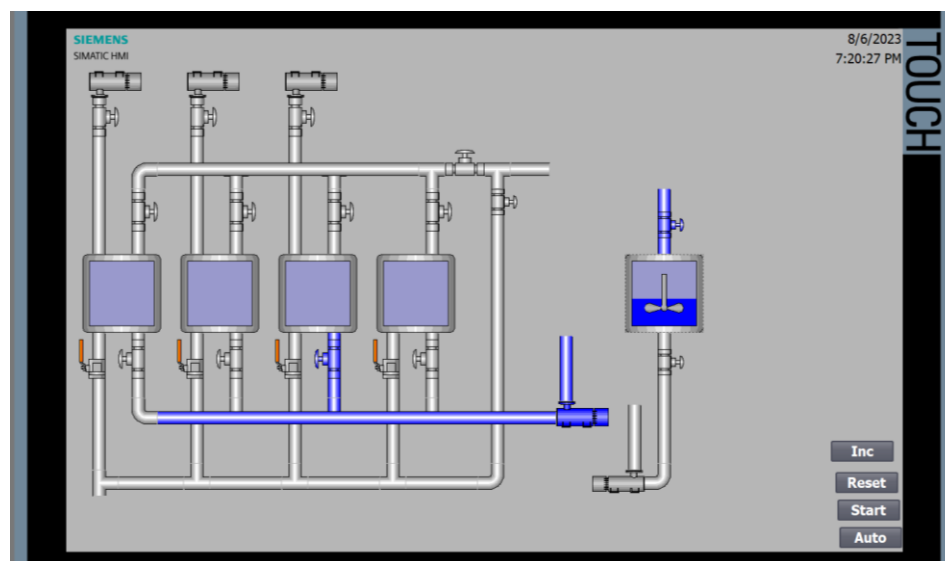 SIEMENS
SIMATIC HMI
8/6/2023
7:20:27 PM
TOUCH
Inc
Reset
Start
Auto